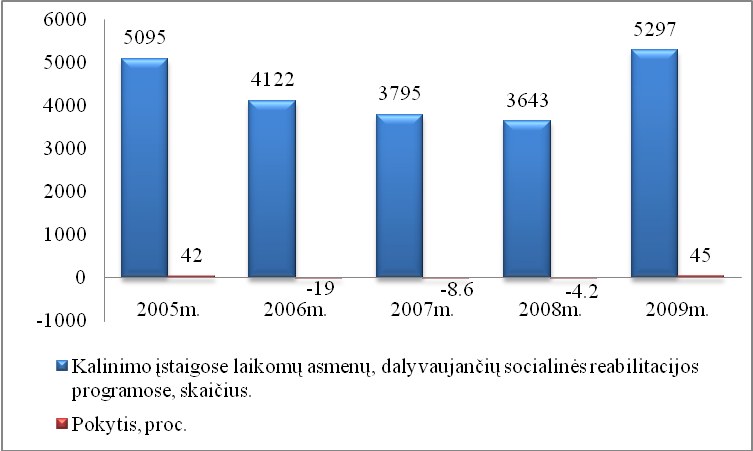 6000
5000
4000
3000
2000
1000
0
-1000
5095
4122
3795
3643
5297
42
-19
-8.6
-4.2
45
2005m.
2006m.
2007m.
2008m.
2009m.
Kalinimo įstaigose laikomų asmenų, dalyvaujančių socialinės reabilitacijos
programose, skaičius.
Pokytis, proc.